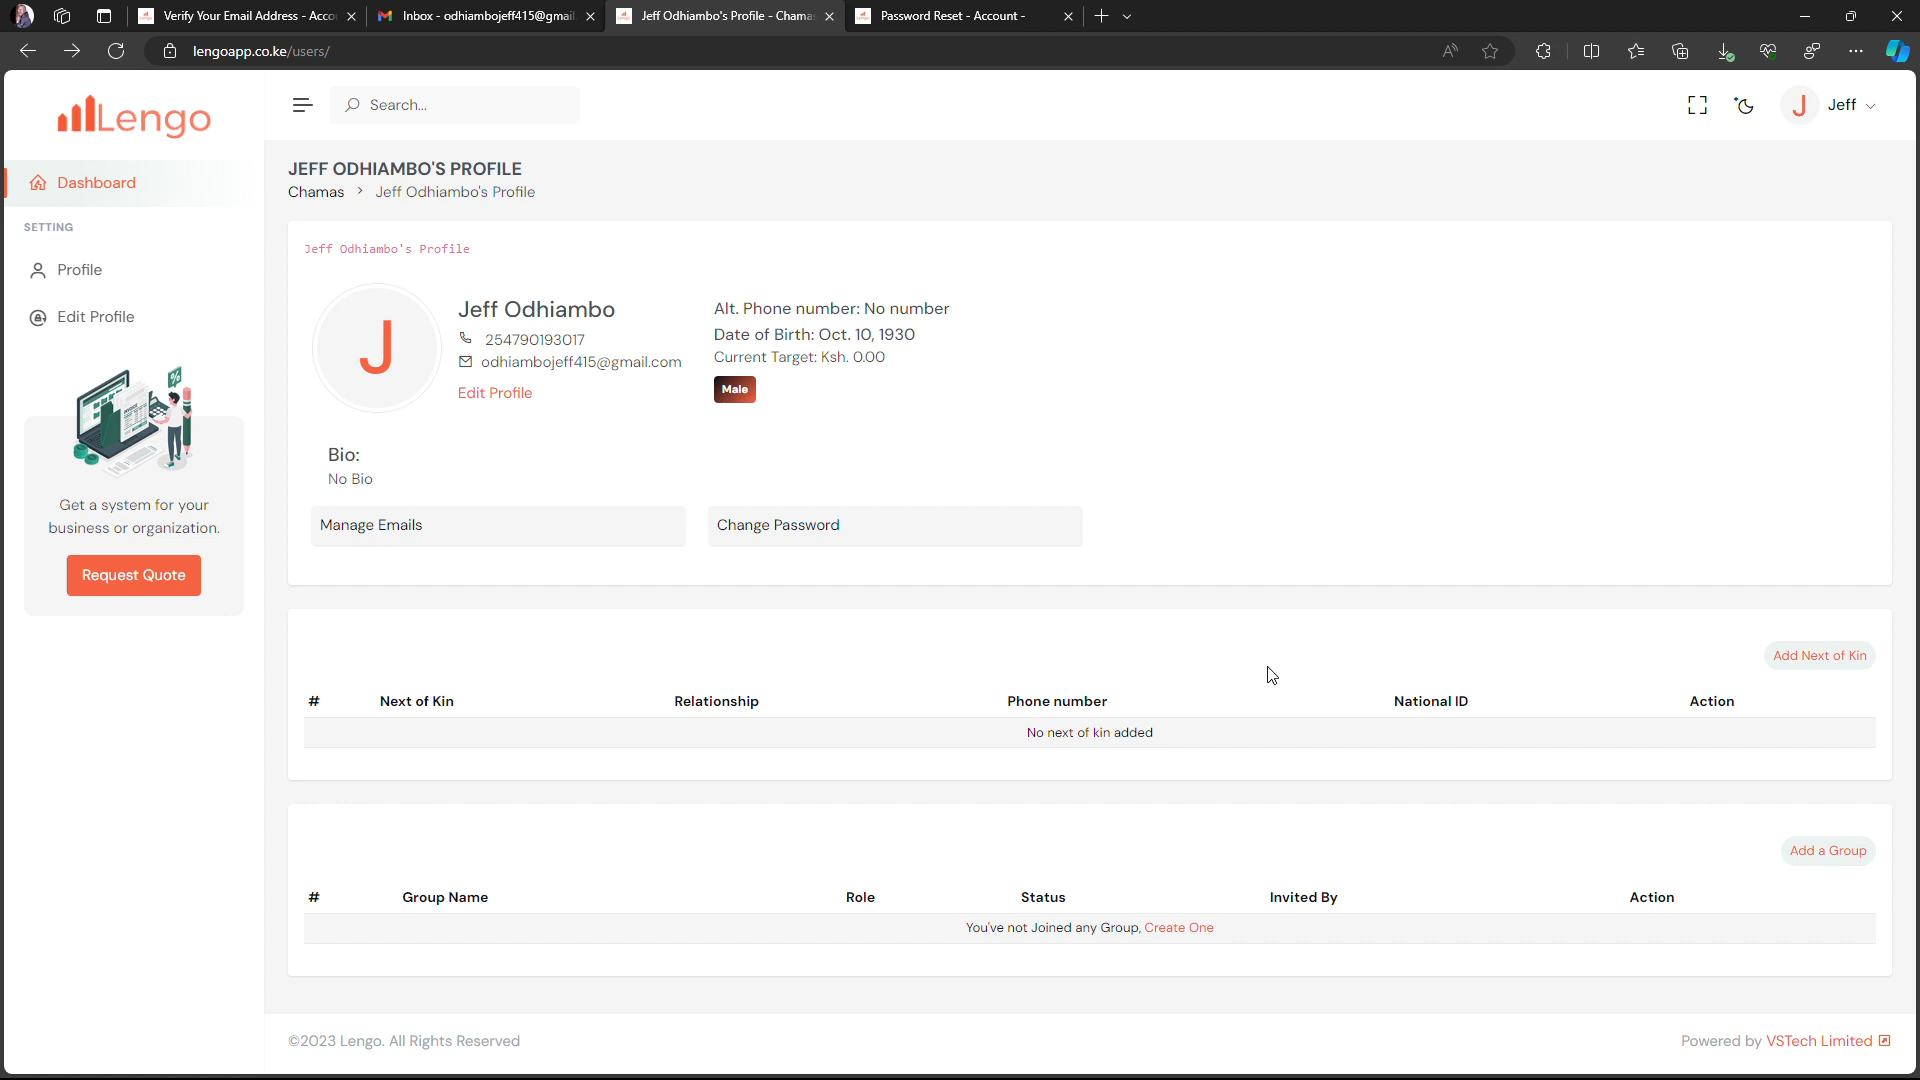 Verify Your Email Address - Acco
Inbox - odhiambojeff415@gmail.
Jeff Odhiambo's Profile - Chamas
Password Reset - Account -
lengoapp.co.ke/users/
Lengo
Search...
J
Jeff
Dashboard
SETTING
Profile
Edit Profile
%
INVOICE
Get a system for your
business or organization.
Request Quote
JEFF ODHIAMBO'S PROFILE
Chamas > Jeff Odhiambo's Profile
Jeff Odhiambo's Profile
J
Jeff Odhiambo
254790193017
odhiambojeff415@gmail.com
Edit Profile
Alt. Phone number: No number
Date of Birth: Oct. 10, 1930
Current Target: Ksh. 0.00
Male
Bio:
No Bio
Manage Emails
Change Password
Add Next of Kin
# Next of Kin Relationship Phone number National ID Action
No next of kin added
Add a Group
# Group Name Role Status Invited By Action
You've not Joined any Group, Create One
©2023 Lengo. All Rights Reserved
Powered by VSTech Limited